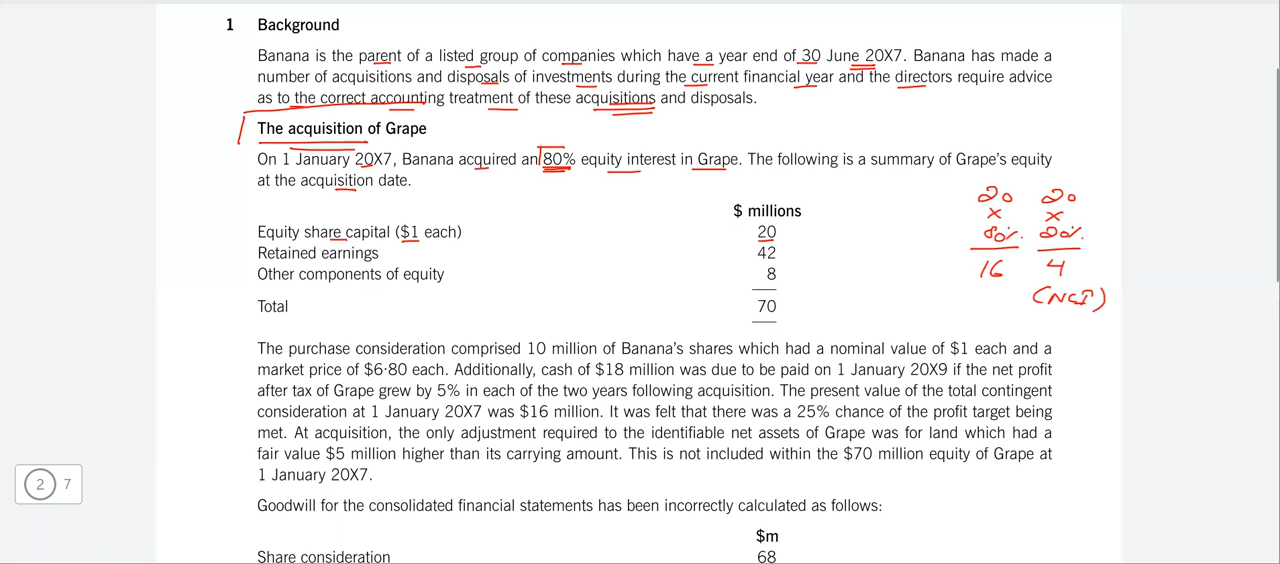 1 Background
Banana is the parent of a listed group of companies which have a year end of 30 June 20X7. Banana has made a
number of acquisitions and disposals of investments during the current financial year and the directors require advice
as to the correct accounting treatment of these acquisitions and disposals.
The acquisition of Grape
On 1 January 20X7, Banana acquired an 80% equity interest in Grape. The following is a summary of Grape's equity
at the acquisition date.
$ millions
Equity share capital ($1 each) 20
Retained earnings 42
Other components of equity 8
Total 70
20 20
x x
80%. 20%.
16 4
(NCI)
The purchase consideration comprised 10 million of Banana's shares which had a nominal value of $1 each and a
market price of $6·80 each. Additionally, cash of $18 million was due to be paid on 1 January 20X9 if the net profit
after tax of Grape grew by 5% in each of the two years following acquisition. The present value of the total contingent
consideration at 1 January 20X7 was $16 million. It was felt that there was a 25% chance of the profit target being
met. At acquisition, the only adjustment required to the identifiable net assets of Grape was for land which had a
fair value $5 million higher than its carrying amount. This is not included within the $70 million equity of Grape at
1 January 20X7.
Goodwill for the consolidated financial statements has been incorrectly calculated as follows:
$m
Share consideration 68
2 7